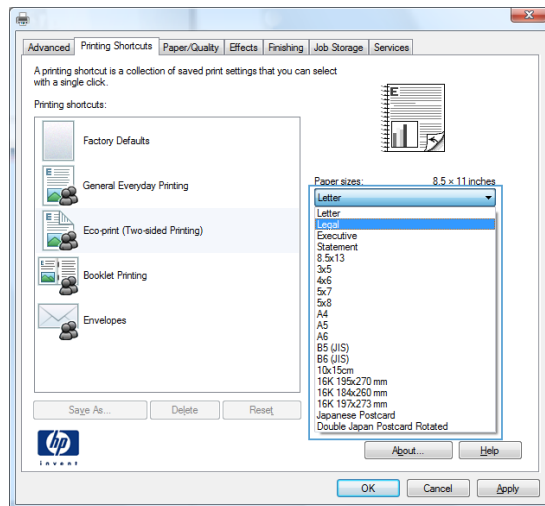 Advanced Printing Shortcuts Paper/Quality Effects Finishing Job Storage Services
A printing shortcut is a collection of saved print settings that you can select
with a single click.
Printing shortcuts:
Factory Defaults
General Everyday Printing
Eco-print (Two-sided Printing)
Booklet Printing
Envelopes
E
Paper sizes: 8.5 × 11 inches
Letter
Letter
Legal
Executive
Statement
8.5x13
3x5
4x6
5x7
5x8
A4
A5
A6
B5 (JIS)
B6 (JIS)
10x15cm
16K 195x270 mm
16K 184x260 mm
16K 197x273 mm
Japanese Postcard
Double Japan Postcard Rotated
Save As... Delete Reset
hp
invent
About... Help
OK Cancel Apply